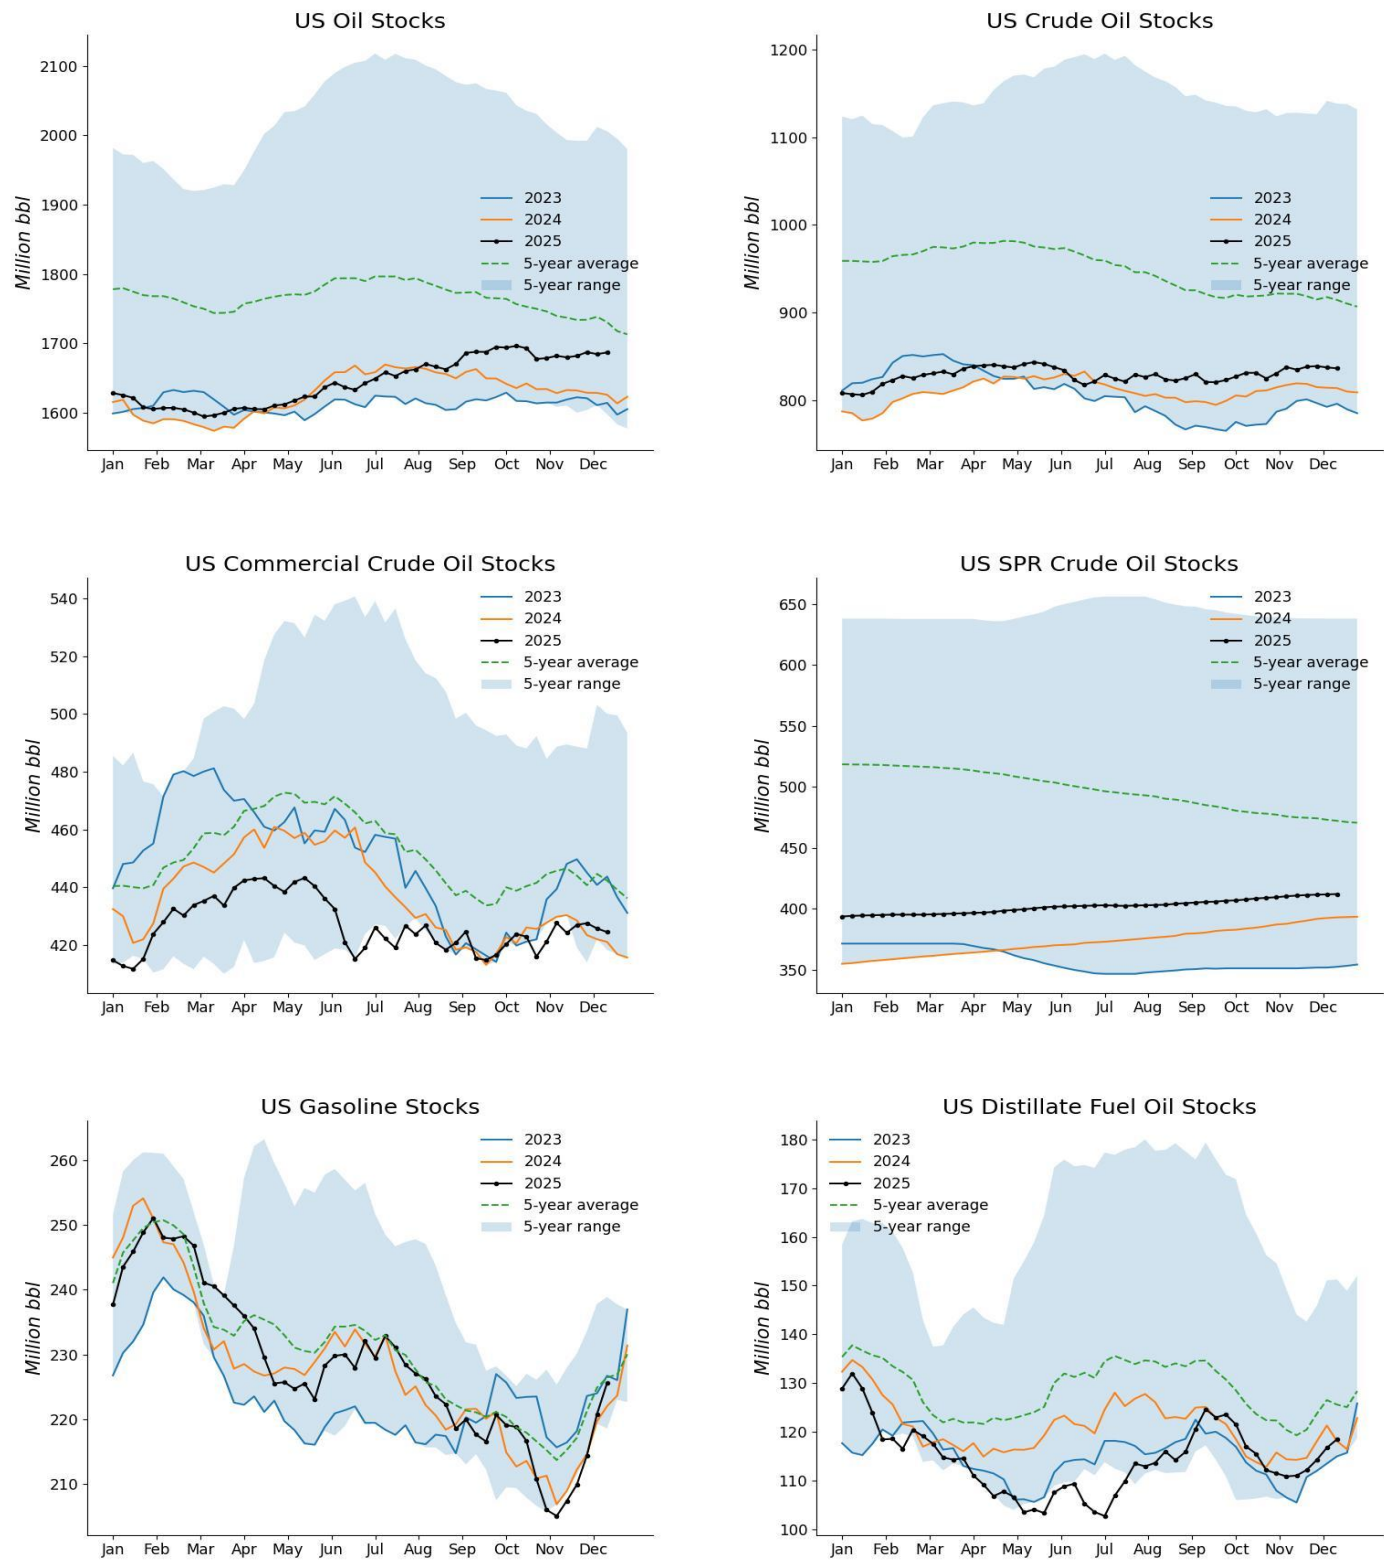 US Oil Stocks
Million bbl
2100
2000
1900
1800
1700
1600
2023
2024
2025
5-year average
5-year range
Jan Feb Mar Apr May Jun Jul Aug Sep Oct Nov Dec
US Crude Oil Stocks
Million bbl
1200
1100
1000
900
800
2023
2024
2025
5-year average
5-year range
Jan Feb Mar Apr May Jun Jul Aug Sep Oct Nov Dec
US Commercial Crude Oil Stocks
Million bbl
540
520
500
480
460
440
420
2023
2024
2025
5-year average
5-year range
Jan Feb Mar Apr May Jun Jul Aug Sep Oct Nov Dec
US SPR Crude Oil Stocks
Million bbl
650
600
550
500
450
400
350
2023
2024
2025
5-year average
5-year range
Jan Feb Mar Apr May Jun Jul Aug Sep Oct Nov Dec
US Gasoline Stocks
Million bbl
260
250
240
230
220
210
2023
2024
2025
5-year average
5-year range
Jan Feb Mar Apr May Jun Jul Aug Sep Oct Nov Dec
US Distillate Fuel Oil Stocks
Million bbl
180
170
160
150
140
130
120
110
100
2023
2024
2025
5-year average
5-year range
Jan Feb Mar Apr May Jun Jul Aug Sep Oct Nov Dec